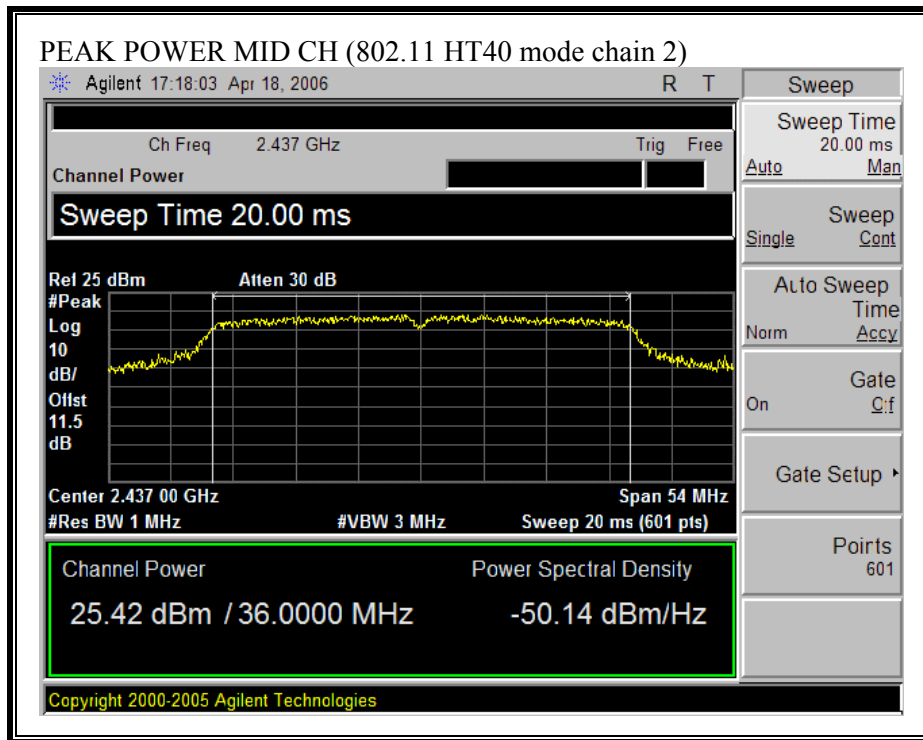 PEAK POWER MID CH (802.11 HT40 mode chain 2)
Agilent 17:18:03 Apr 18, 2006 R T
Ch Freq 2.437 GHz Trig Free
Channel Power
Sweep Time 20.00 ms
Ref 25 dBm Atten 30 dB
#Peak
Log
10
dB/
Offst
11.5
dB
Center 2.437 00 GHz Span 54 MHz
#Res BW 1 MHz #VBW 3 MHz Sweep 20 ms (601 pts)
Channel Power Power Spectral Density
25.42 dBm / 36.0000 MHz -50.14 dBm/Hz
Copyright 2000-2005 Agilent Technologies
Sweep
Sweep Time
20.00 ms
Auto Man
Sweep
Single Cont
Auto Sweep
Time
Norm Accy
Gate
On Off
Gate Setup
Points
601